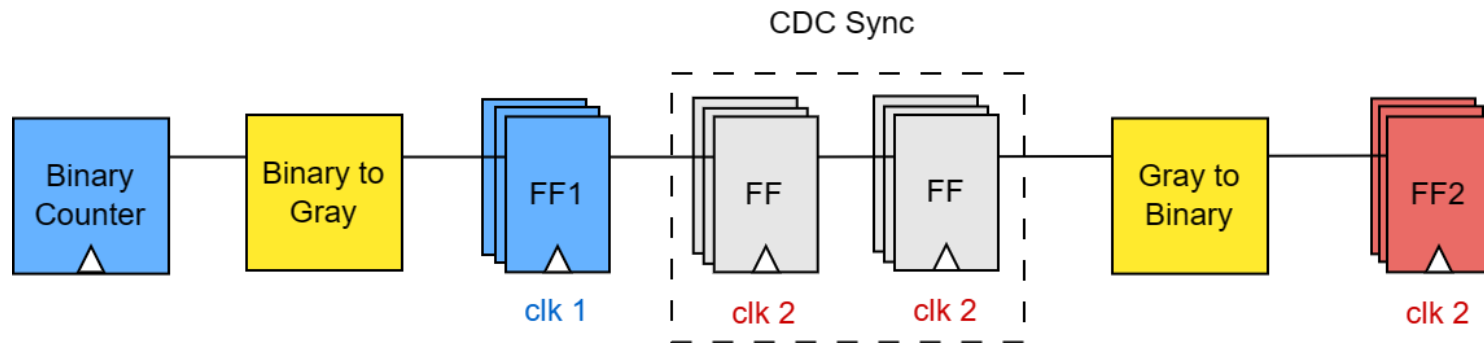 CDC Sync
Binary
Counter
Binary to
Gray
FF1
FF
FF
Gray to
Binary
FF2
clk 1
clk 2
clk 2
clk 2